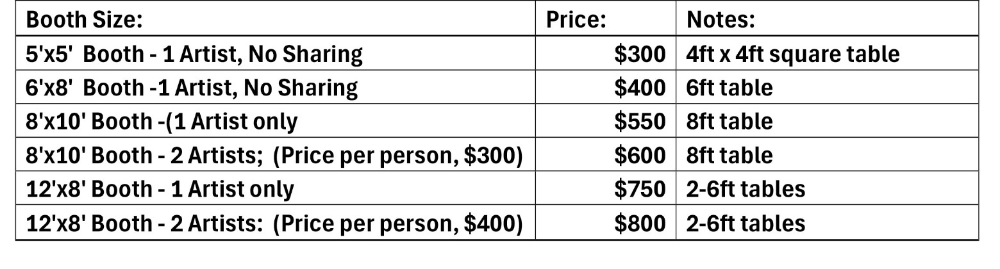 Booth Size: Price: Notes:
5'x5'  Booth - 1 Artist, No Sharing $300 4ft x 4ft square table
6'x8'  Booth -1 Artist, No Sharing $400 6ft table
8'x10' Booth -(1 Artist only $550 8ft table
8'x10' Booth - 2 Artists;  (Price per person, $300) $600 8ft table
12'x8' Booth - 1 Artist only $750 2-6ft tables
12'x8' Booth - 2 Artists:  (Price per person, $400) $800 2-6ft tables